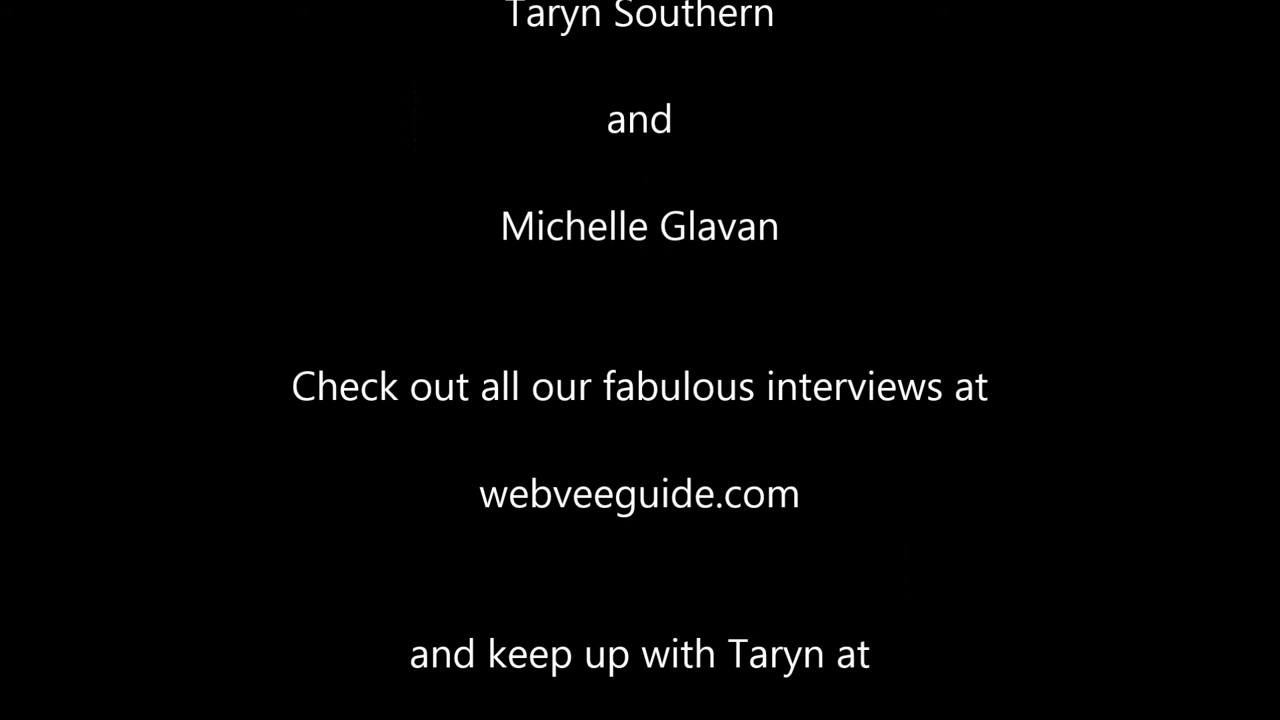 Taryn Southern
and
Michelle Glavan
Check out all our fabulous interviews at
webveeguide.com
and keep up with Taryn at